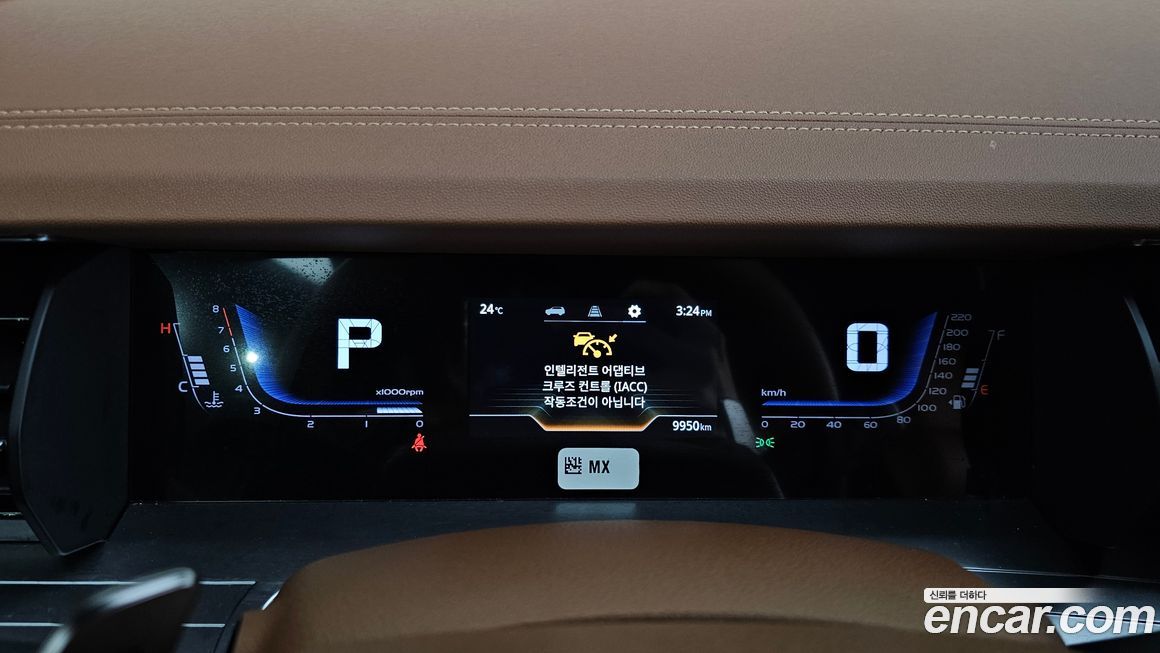 24℃
3:24PM
인텔리전트 어댑티브
크루즈 컨트롤 (IACC)
작동조건이 아닙니다
9950km
MX
H
C
8
7
6
5
4
3
2
1
0
x1000rpm
P
0
km/h
0
20
40
60
80
100
120
140
160
180
200
220
F
E
신뢰를 더하다
encar.com